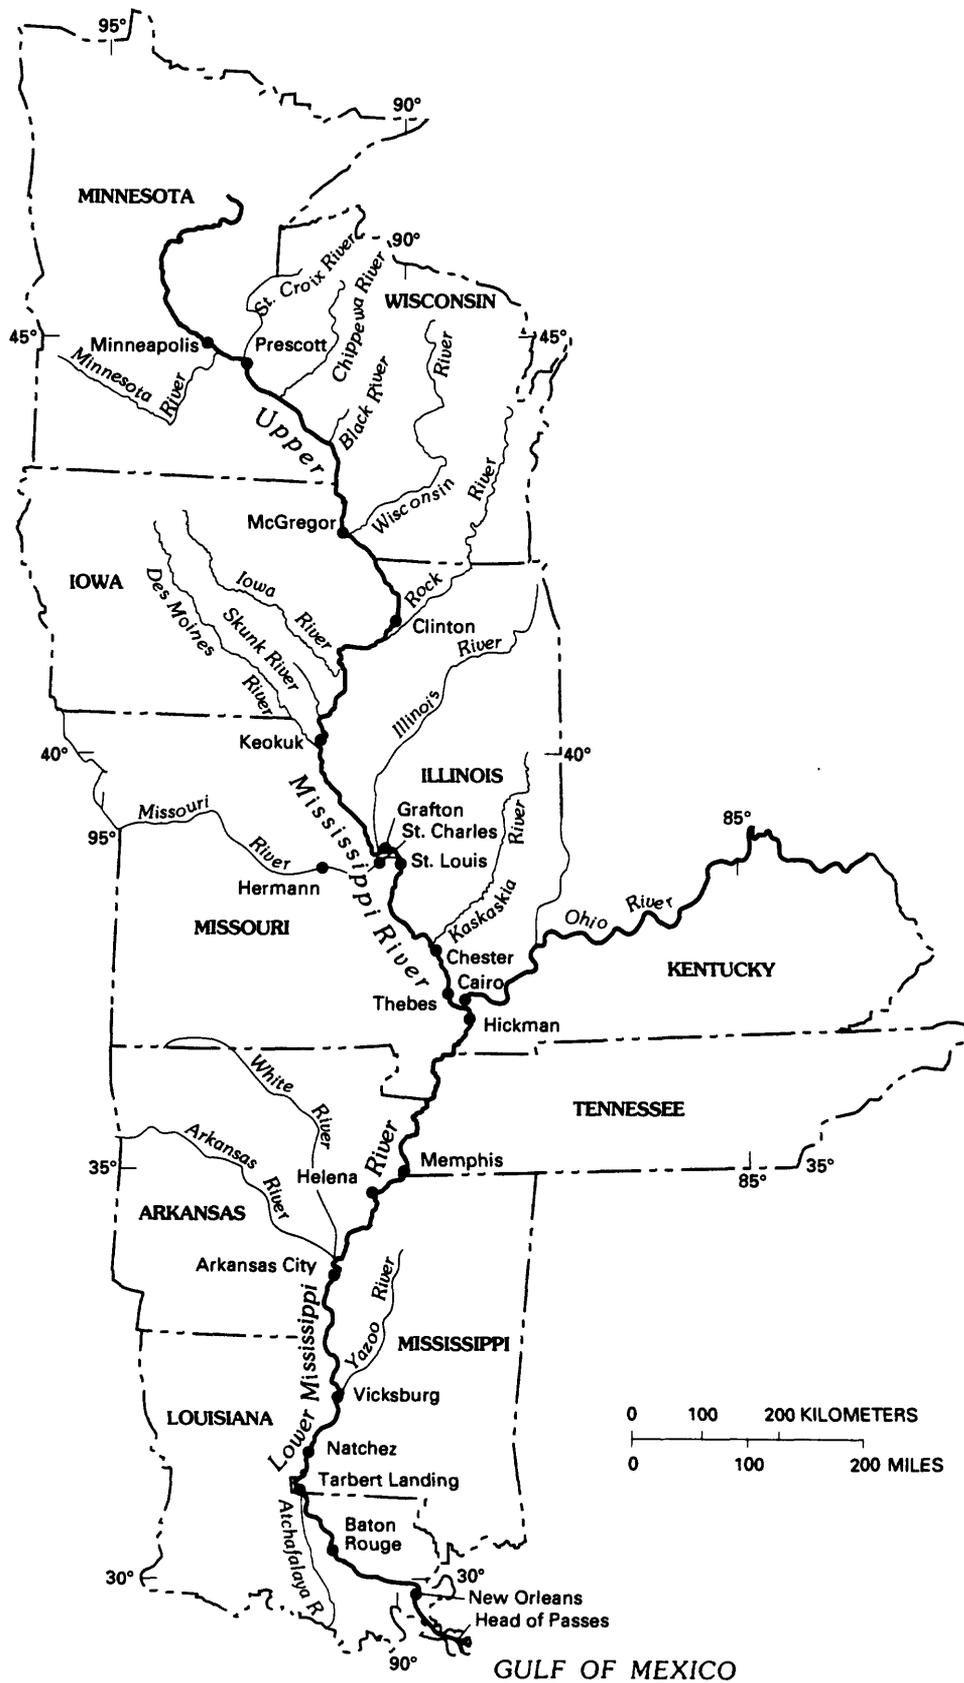 95°
90°
MINNESOTA
90°
St. Croix River
Chippewa River
WISCONSIN
45°
Minneapolis
Prescott
45°
Minnesota River
Black River
River
Upper
River
McGregor
Wisconsin
IOWA
Iowa River
Des Moines River
Skunk River
Rock
Clinton
River
Illinois
Keokuk
40°
40°
ILLINOIS
Mississippi River
Missouri River
Grafton
St. Charles
St. Louis
River
85°
95°
Hermann
Kaskaskia
Ohio River
MISSOURI
Chester
KENTUCKY
Cairo
Thebes
Hickman
White River
TENNESSEE
Arkansas River
River
Memphis
35°
Helena
85°
35°
ARKANSAS
Arkansas City
Yazoo River
Lower Mississippi
MISSISSIPPI
Vicksburg
LOUISIANA
0 100 200 KILOMETERS
0 100 200 MILES
Natchez
Tarbert Landing
Atchafalaya R
Baton
Rouge
30°
30°
New Orleans
Head of Passes
90°
GULF OF MEXICO